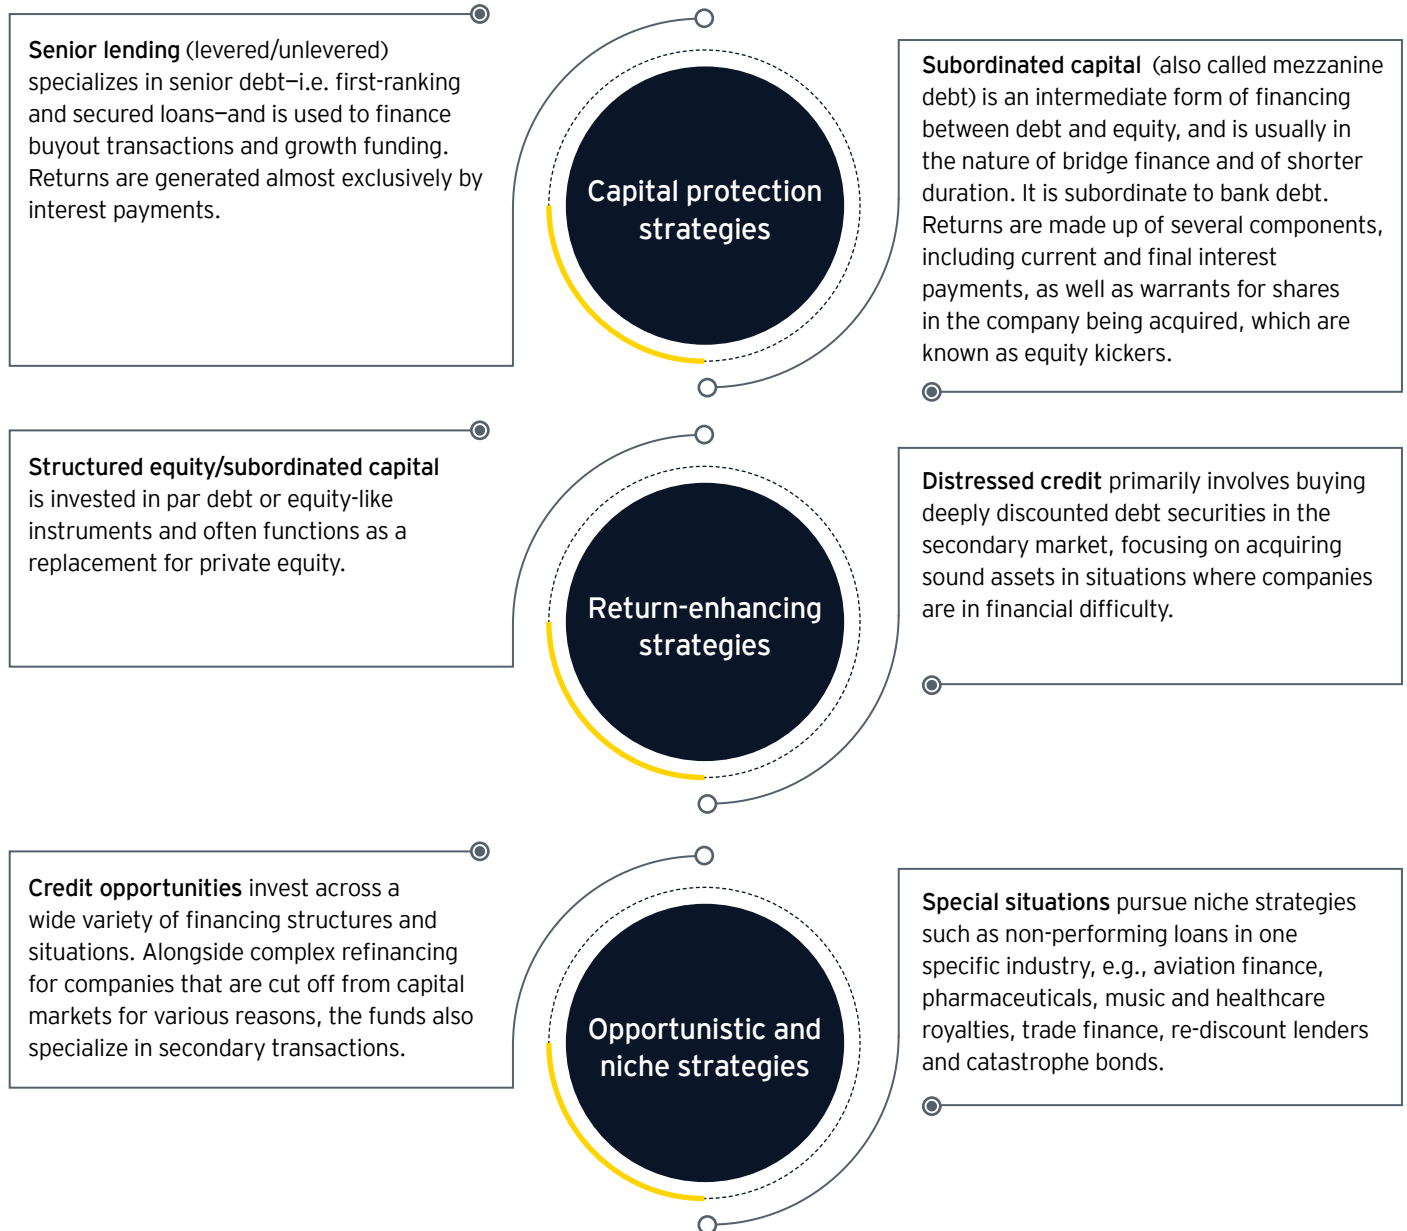 Senior lending (levered/unlevered)
specializes in senior debt—i.e. first-ranking
and secured loans—and is used to finance
buyout transactions and growth funding.
Returns are generated almost exclusively by
interest payments.
Capital protection
strategies
Subordinated capital (also called mezzanine
debt) is an intermediate form of financing
between debt and equity, and is usually in
the nature of bridge finance and of shorter
duration. It is subordinate to bank debt.
Returns are made up of several components,
including current and final interest
payments, as well as warrants for shares
in the company being acquired, which are
known as equity kickers.
Structured equity/subordinated capital
is invested in par debt or equity-like
instruments and often functions as a
replacement for private equity.
Return-enhancing
strategies
Distressed credit primarily involves buying
deeply discounted debt securities in the
secondary market, focusing on acquiring
sound assets in situations where companies
are in financial difficulty.
Credit opportunities invest across a
wide variety of financing structures and
situations. Alongside complex refinancing
for companies that are cut off from capital
markets for various reasons, the funds also
specialize in secondary transactions.
Opportunistic and
niche strategies
Special situations pursue niche strategies
such as non-performing loans in one
specific industry, e.g., aviation finance,
pharmaceuticals, music and healthcare
royalties, trade finance, re-discount lenders
and catastrophe bonds.